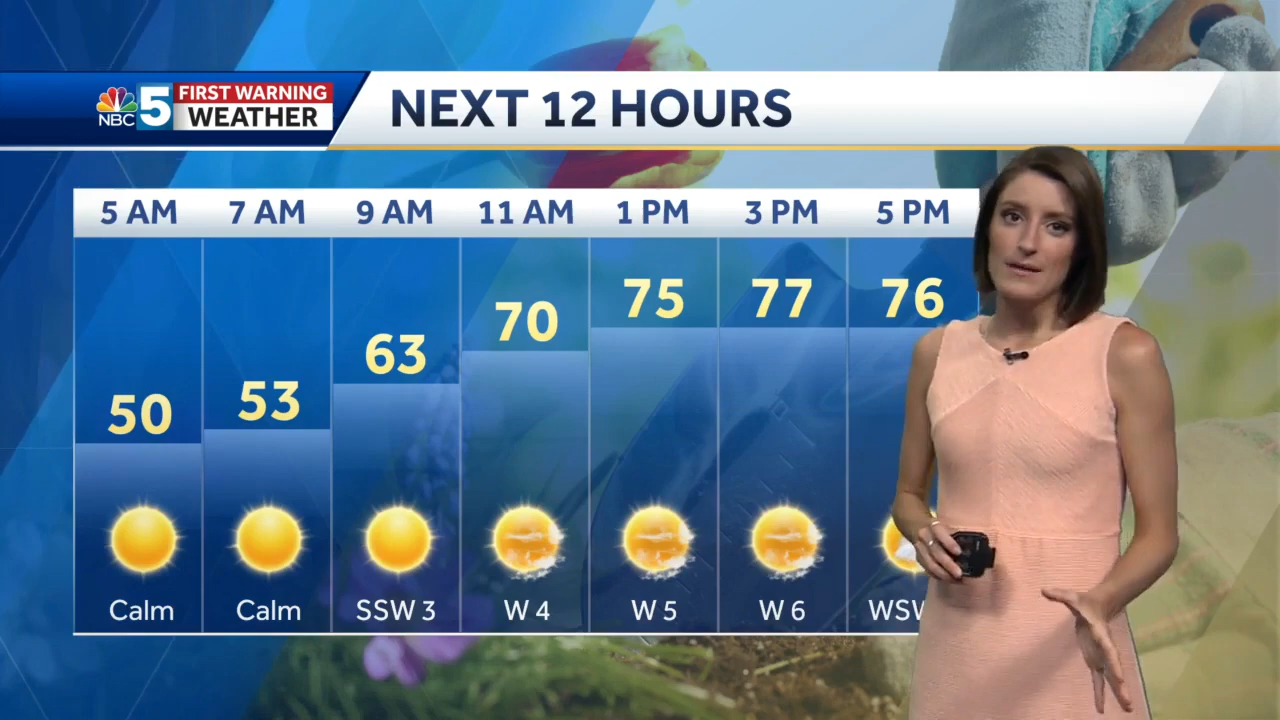 NBC 5 FIRST WARNING WEATHER
NEXT 12 HOURS
5 AM 7 AM 9 AM 11 AM 1 PM 3 PM 5 PM
50 53 63 70 75 77 76
Calm Calm SSW 3 W 4 W 5 W 6